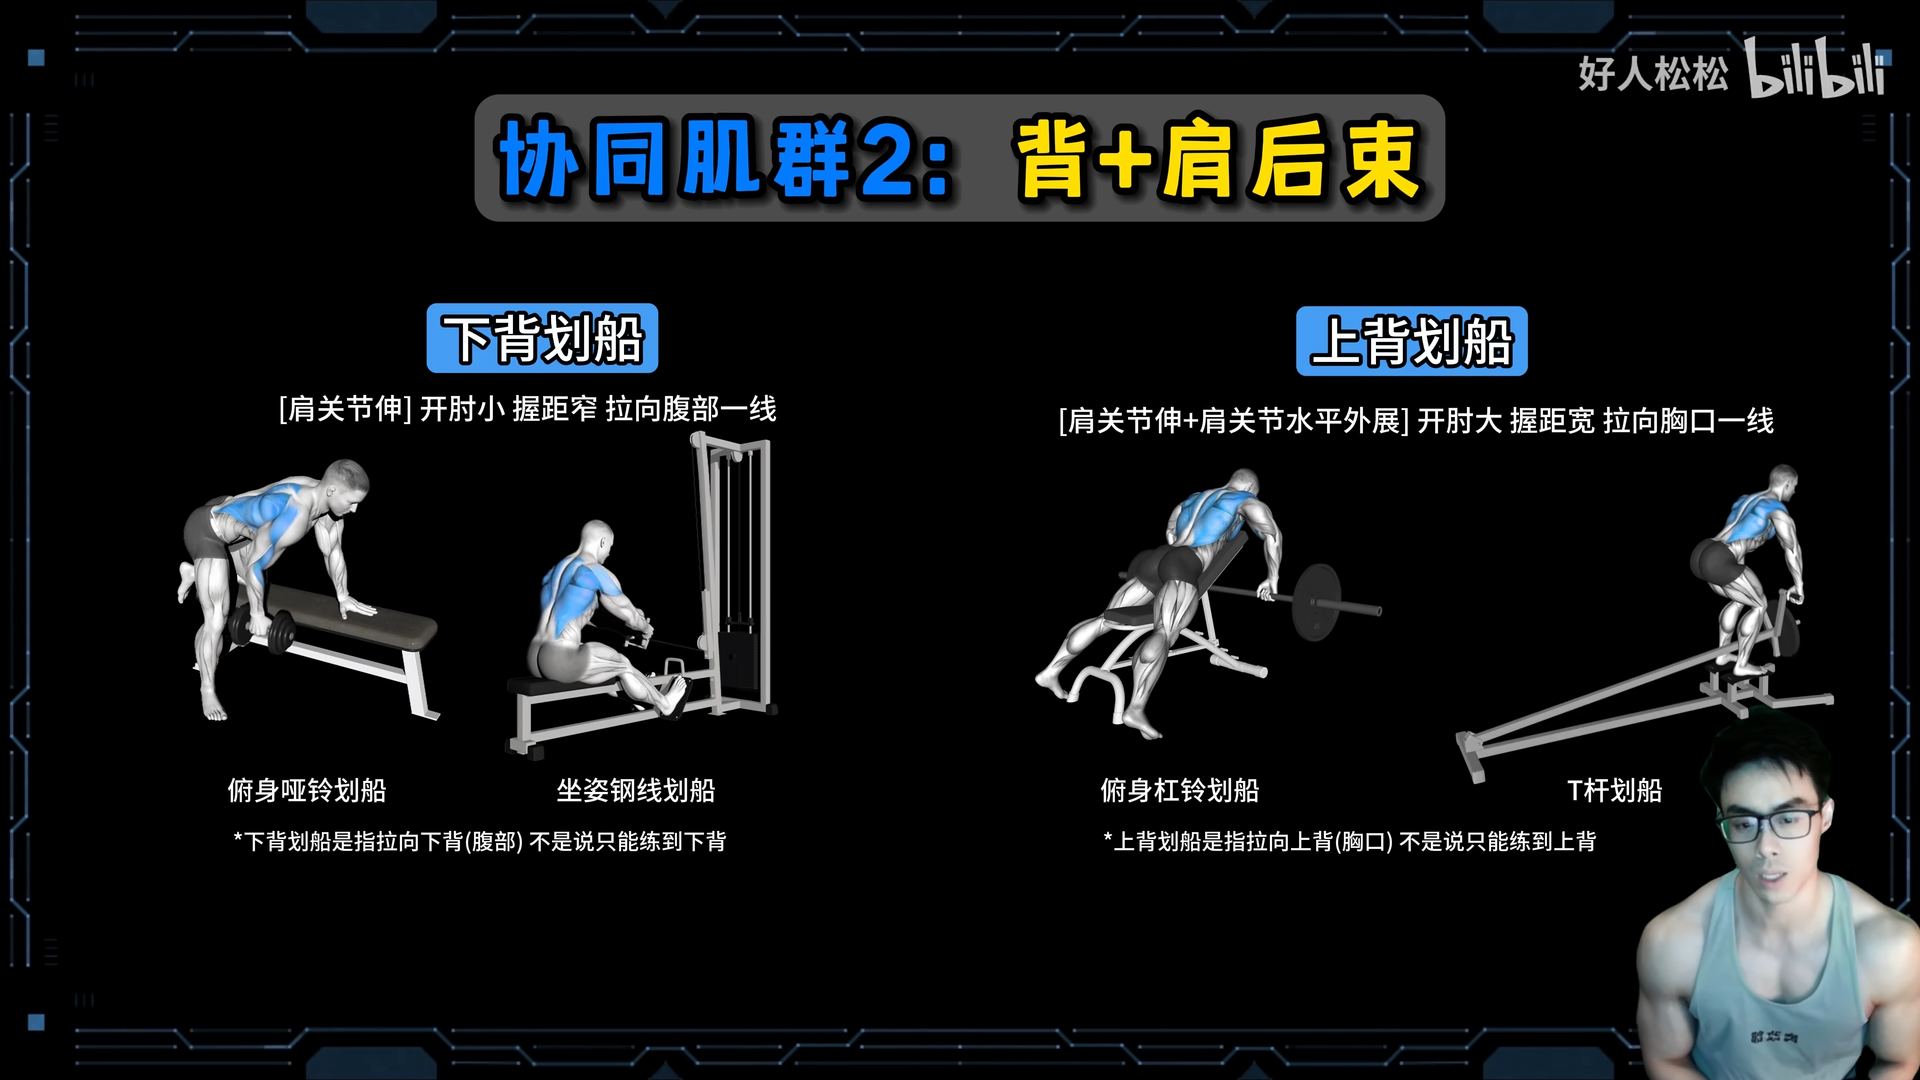 好人松松 bilibili
协同肌群2: 背+肩后束
下背划船
[肩关节伸] 开肘小 握距窄 拉向腹部一线
俯身哑铃划船
坐姿钢线划船
*下背划船是指拉向下背(腹部) 不是说只能练到下背
上背划船
[肩关节伸+肩关节水平外展] 开肘大 握距宽 拉向胸口一线
俯身杠铃划船
T杆划船
*上背划船是指拉向上背(胸口) 不是说只能练到上背